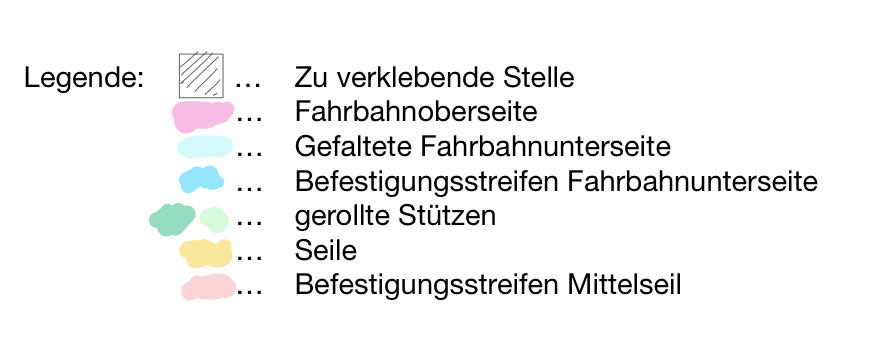 Legende: ... Zu verklebende Stelle
... Fahrbahnoberseite
... Gefaltete Fahrbahnunterseite
... Befestigungsstreifen Fahrbahnunterseite
... gerollte Stützen
... Seile
... Befestigungsstreifen Mittelseil